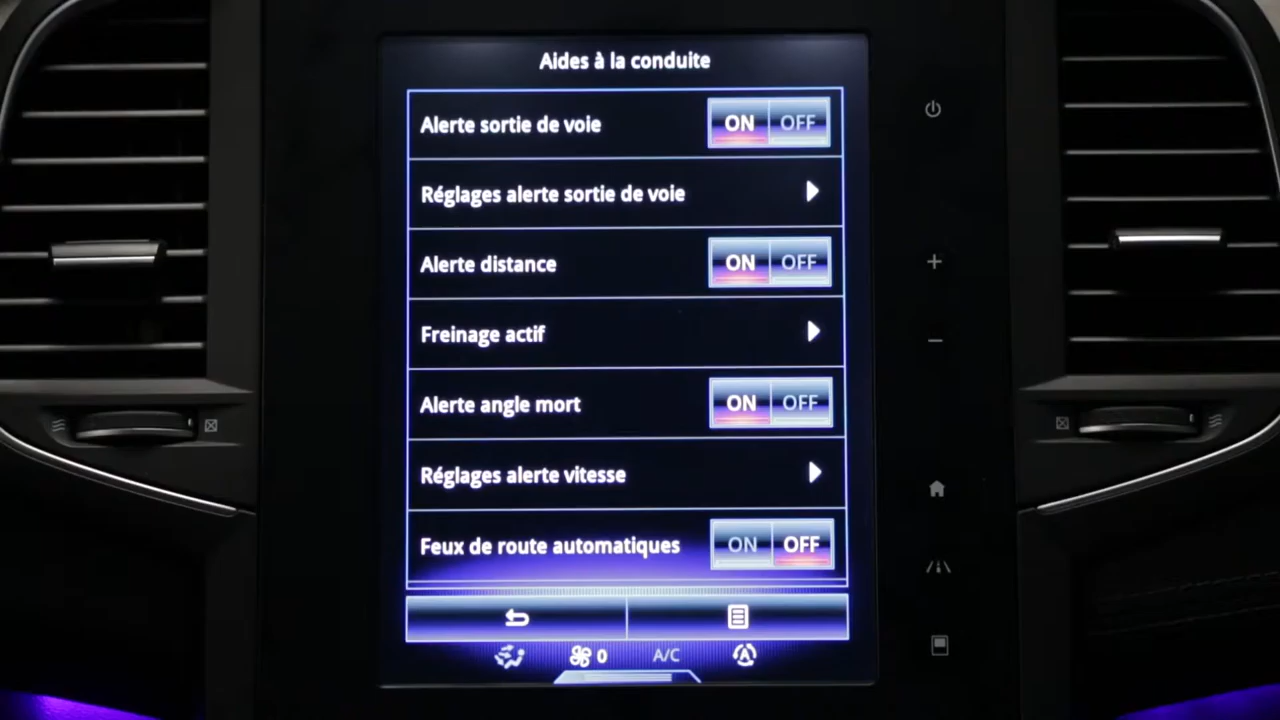 Aides à la conduite
Alerte sortie de voie ON OFF
Réglages alerte sortie de voie
Alerte distance ON OFF
Freinage actif
Alerte angle mort ON OFF
Réglages alerte vitesse
Feux de route automatiques ON OFF
0 A/C